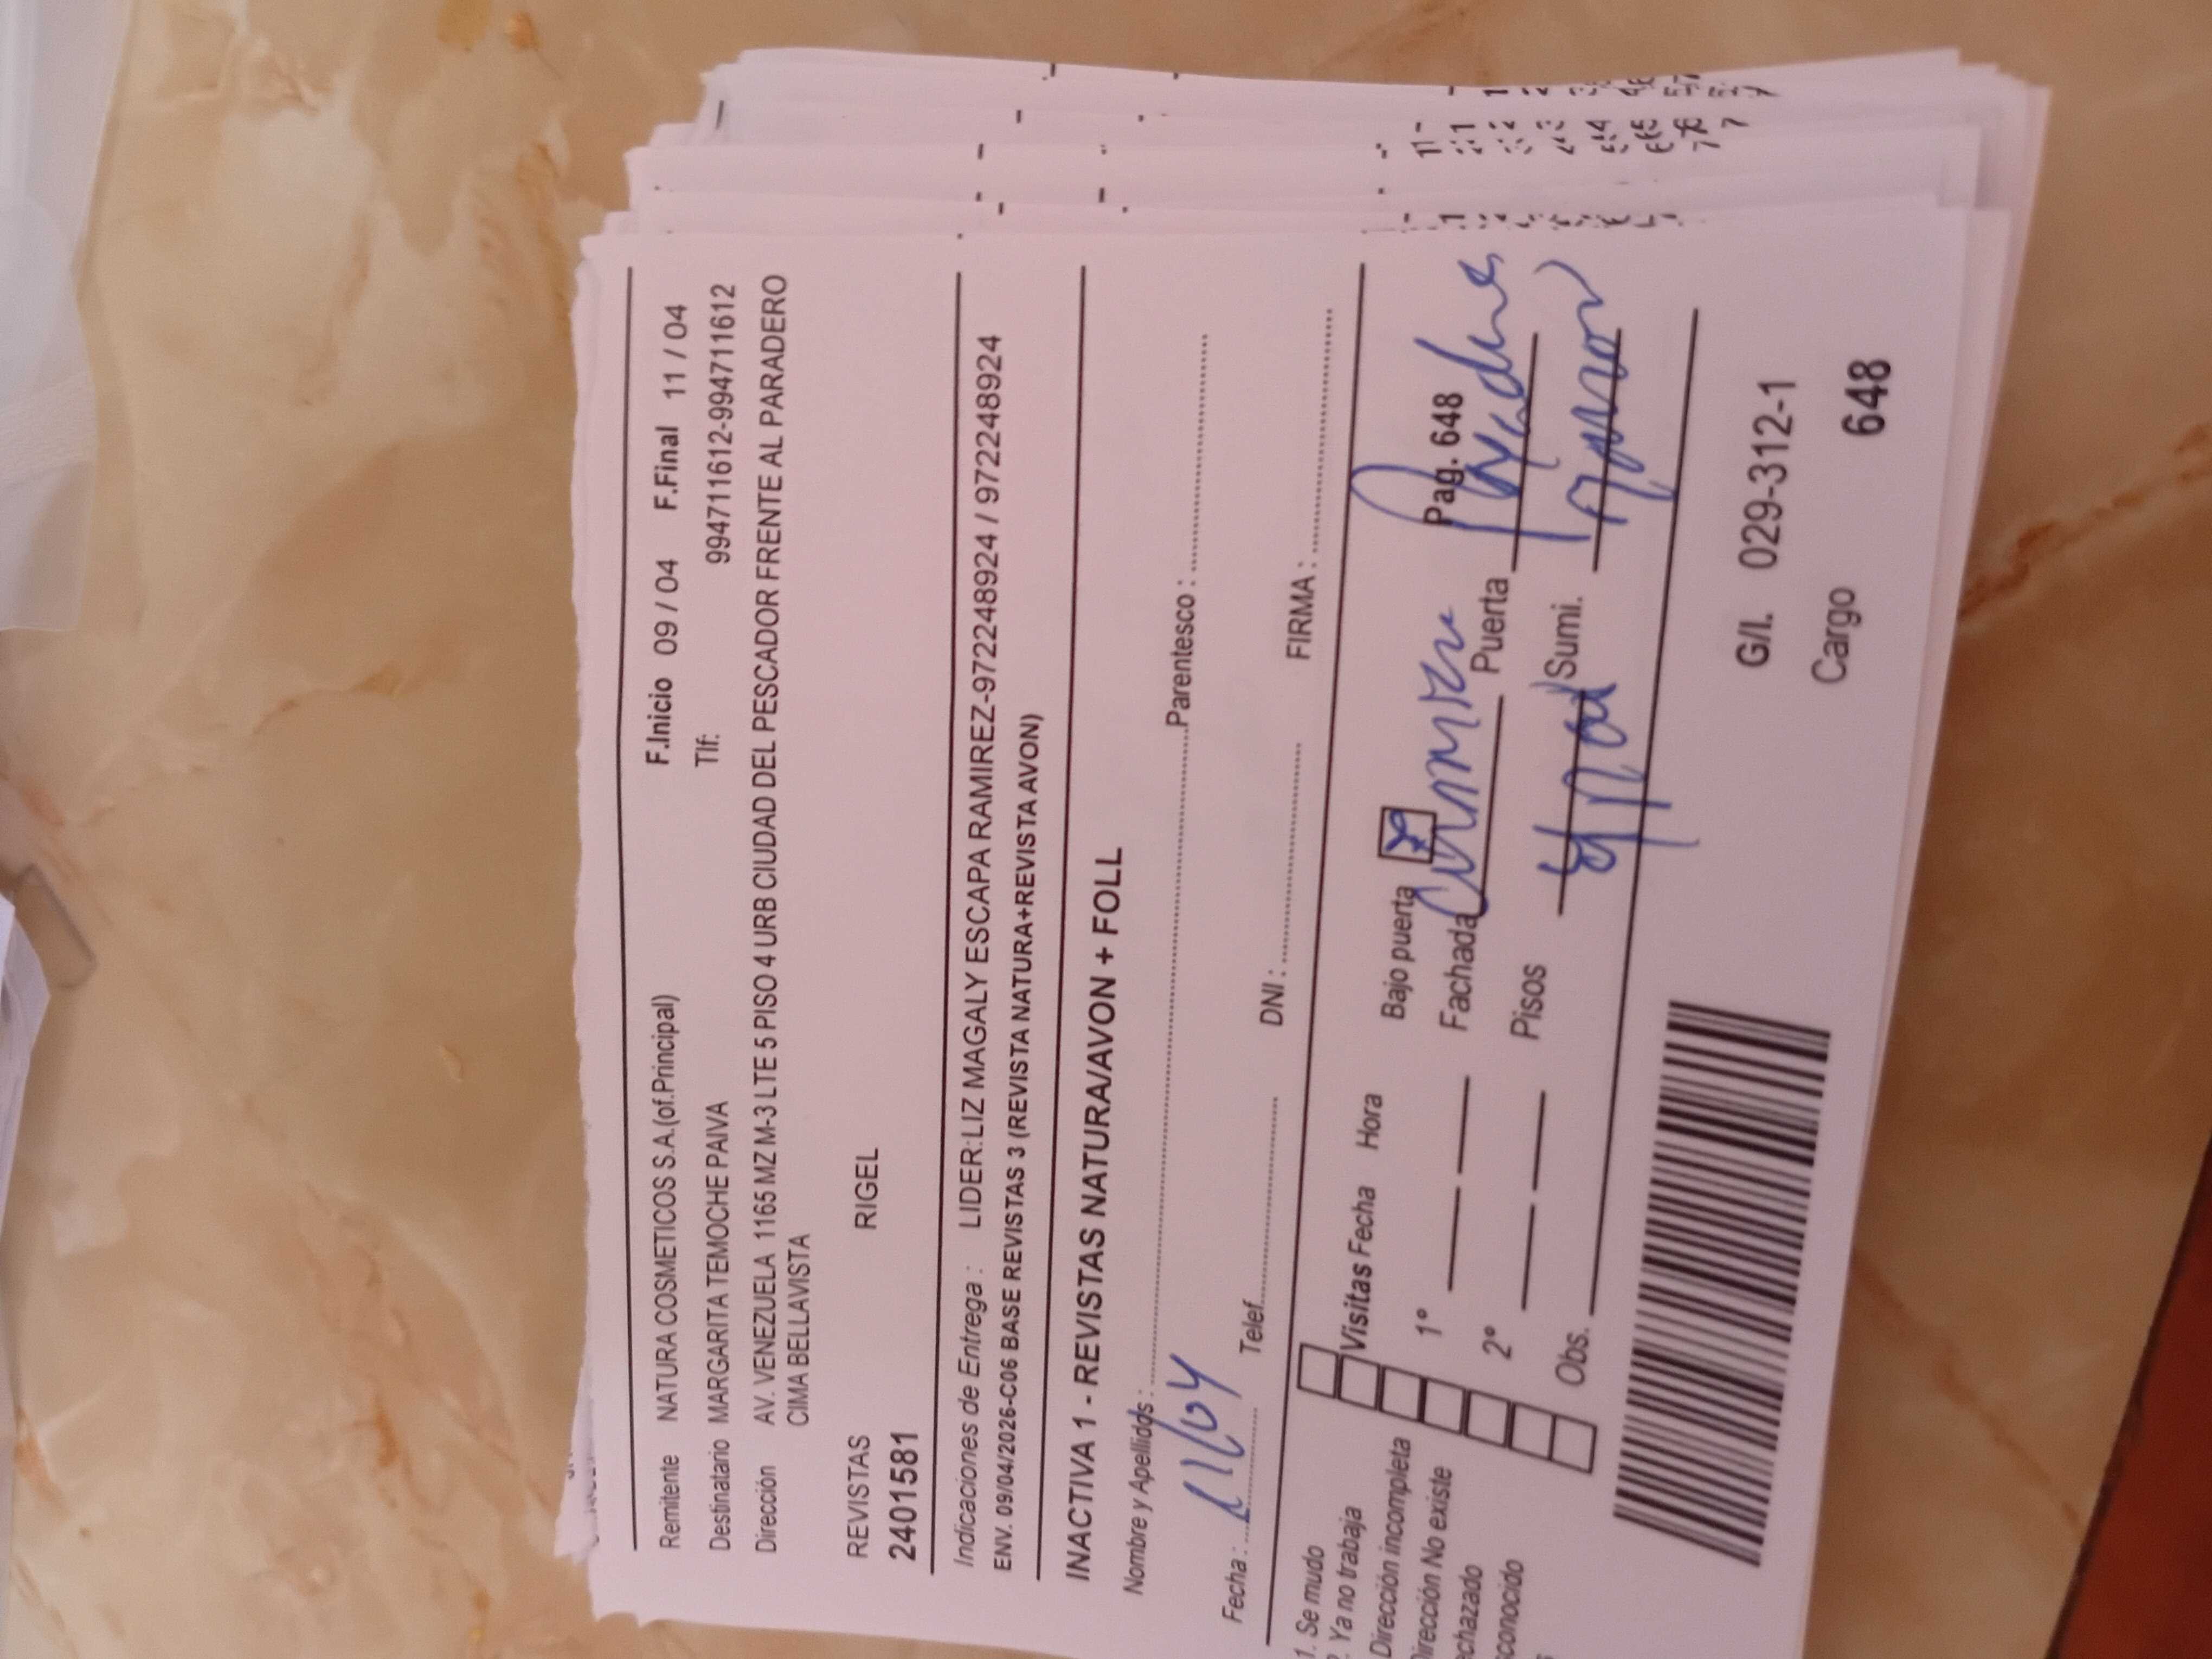 Remitente NATURA COSMETICOS S.A.(of.Principal) F.Inicio 09 / 04 F.Final 11 / 04
Destinatario MARGARITA TEMOCHE PAIVA Tlf: 994711612-994711612
Dirección AV. VENEZUELA 1165 MZ M-3 LTE 5 PISO 4 URB CIUDAD DEL PESCADOR FRENTE AL PARADERO
CIMA BELLAVISTA
REVISTAS RIGEL
2401581
Indicaciones de Entrega : LIDER:LIZ MAGALY ESCAPA RAMIREZ-972248924 / 972248924
ENV. 09/04/2026-C06 BASE REVISTAS 3 (REVISTA NATURA+REVISTA AVON)
INACTIVA 1 - REVISTAS NATURA/AVON + FOLL
Nombre y Apellidos : Parentesco :
Fecha : 11/04 Telef. DNI : FIRMA :
1. Se mudo
2. Ya no trabaja Visitas Fecha Hora Bajo puerta Pag. 648
Dirección incompleta 1° Fachada Puerta
Dirección No existe 2° Pisos Sumi.
echazado Obs.
sconocido
G/I. 029-312-1
Cargo 648